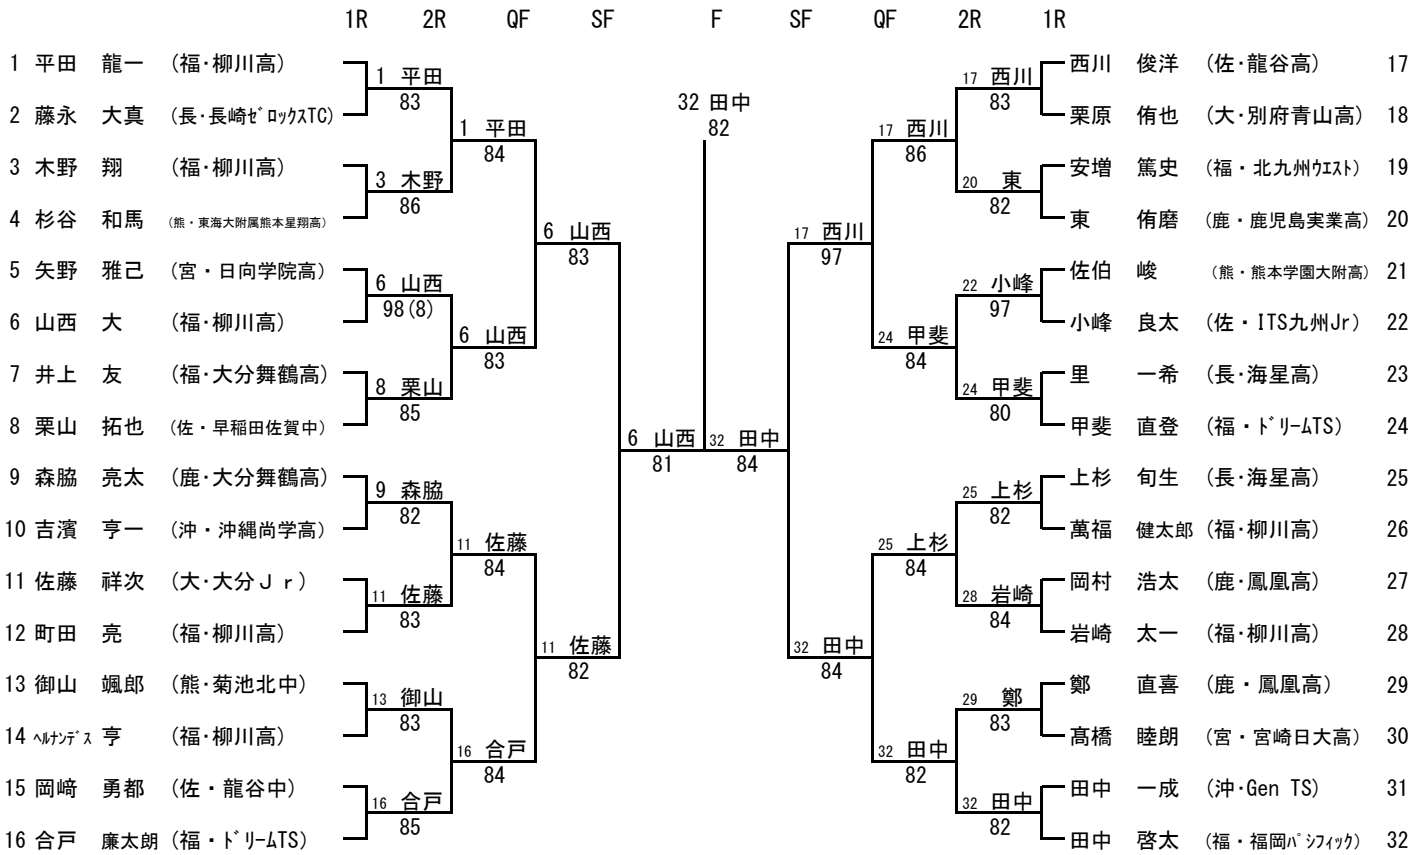 1R 2R QF SF F SF QF 2R 1R
1 平田 龍一 (福･柳川高) 西川 俊洋 (佐･龍谷高) 17
1 平田 17 西川
83 83
2 藤永 大真 (長･長崎ｾﾞﾛｯｸｽTC) 32 田中 栗原 侑也 (大･別府青山高) 18
1 平田 82 17 西川
84 86
3 木野 翔 (福･柳川高) 安増 篤史 (福・北九州ｳｴｽﾄ) 19
3 木野 20 東
86 82
4 杉谷 和馬 (熊・東海大附属熊本星翔高) 東 侑磨 (鹿・鹿児島実業高) 20
6 山西 17 西川
83 97
5 矢野 雅己 (宮・日向学院高) 佐伯 峻 (熊・熊本学園大附高) 21
6 山西 22 小峰
98(8) 97
6 山西 大 (福･柳川高) 小峰 良太 (佐・ITS九州Jr) 22
6 山西 24 甲斐
83 84
7 井上 友 (福･大分舞鶴高) 里 一希 (長･海星高) 23
8 栗山 24 甲斐
85 80
8 栗山 拓也 (佐・早稲田佐賀中) 甲斐 直登 (福・ﾄﾞﾘｰﾑTS) 24
6 山西 32 田中
81 84
9 森脇 亮太 (鹿･大分舞鶴高) 上杉 旬生 (長･海星高) 25
9 森脇 25 上杉
82 82
10 吉濱 亨一 (沖・沖縄尚学高) 萬福 健太郎 (福･柳川高) 26
11 佐藤 25 上杉
84 84
11 佐藤 祥次 (大･大分Ｊｒ) 岡村 浩太 (鹿･鳳凰高) 27
11 佐藤 28 岩崎
83 84
12 町田 亮 (福･柳川高) 岩崎 太一 (福･柳川高) 28
11 佐藤 32 田中
82 84
13 御山 颯郎 (熊･菊池北中) 鄭 直喜 (鹿・鳳凰高) 29
13 御山 29 鄭
83 83
14 ﾍﾙﾅﾝﾃﾞｽ 亨 (福･柳川高) 髙橋 睦朗 (宮・宮崎日大高) 30
16 合戸 32 田中
84 82
15 岡﨑 勇都 (佐・龍谷中) 田中 一成 (沖･Gen TS) 31
16 合戸 32 田中
85 82
16 合戸 廉太朗 (福・ﾄﾞﾘｰﾑTS) 田中 啓太 (福・福岡ﾊﾟｼﾌｨｯｸ) 32